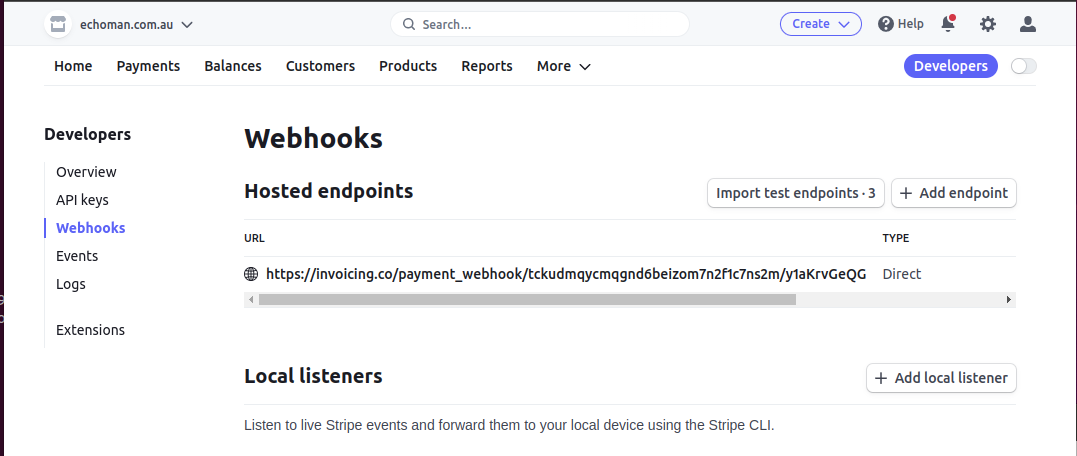 echoman.com.au Search... Create Help
Home Payments Balances Customers Products Reports More Developers
Developers
Overview
API keys
Webhooks
Events
Logs
Extensions
Webhooks
Hosted endpoints Import test endpoints · 3 + Add endpoint
URL TYPE
https://invoicing.co/payment_webhook/tckudmqycmqgnd6beizom7n2f1c7ns2m/y1aKrvGeQG Direct
Local listeners + Add local listener
Listen to live Stripe events and forward them to your local device using the Stripe CLI.